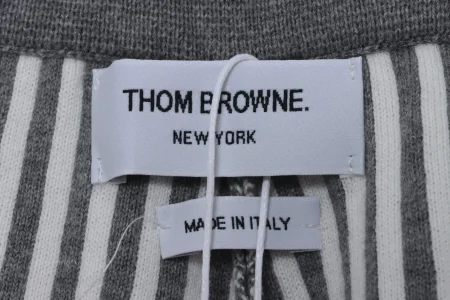 THOM BROWNE.
NEW YORK
MADE IN ITALY